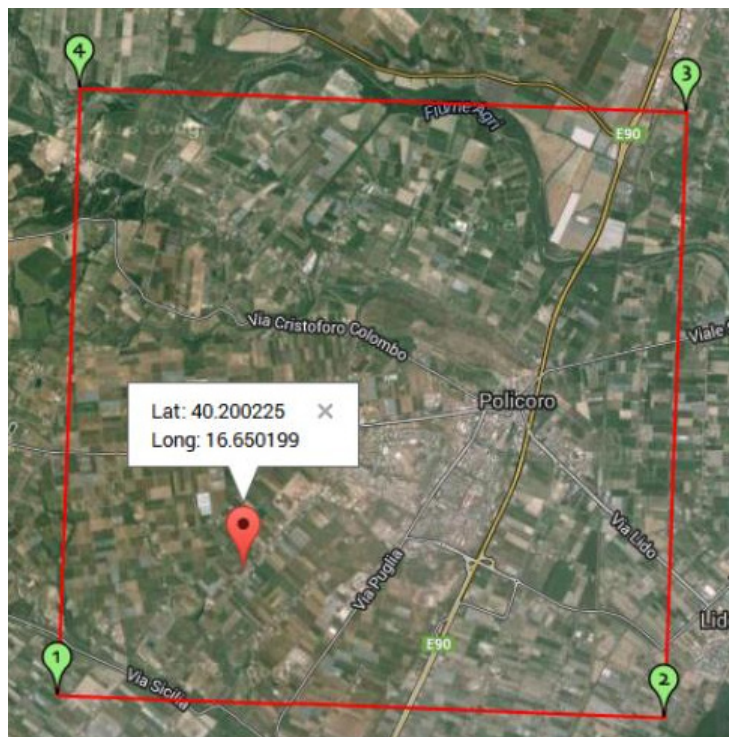 4
3
Fiume Agri
E90
Via Cristoforo Colombo
Viale
Policoro
Lat: 40.200225
Long: 16.650199
Via Lido
Via Puglia
Lido
E90
1
Via Sicilia
2